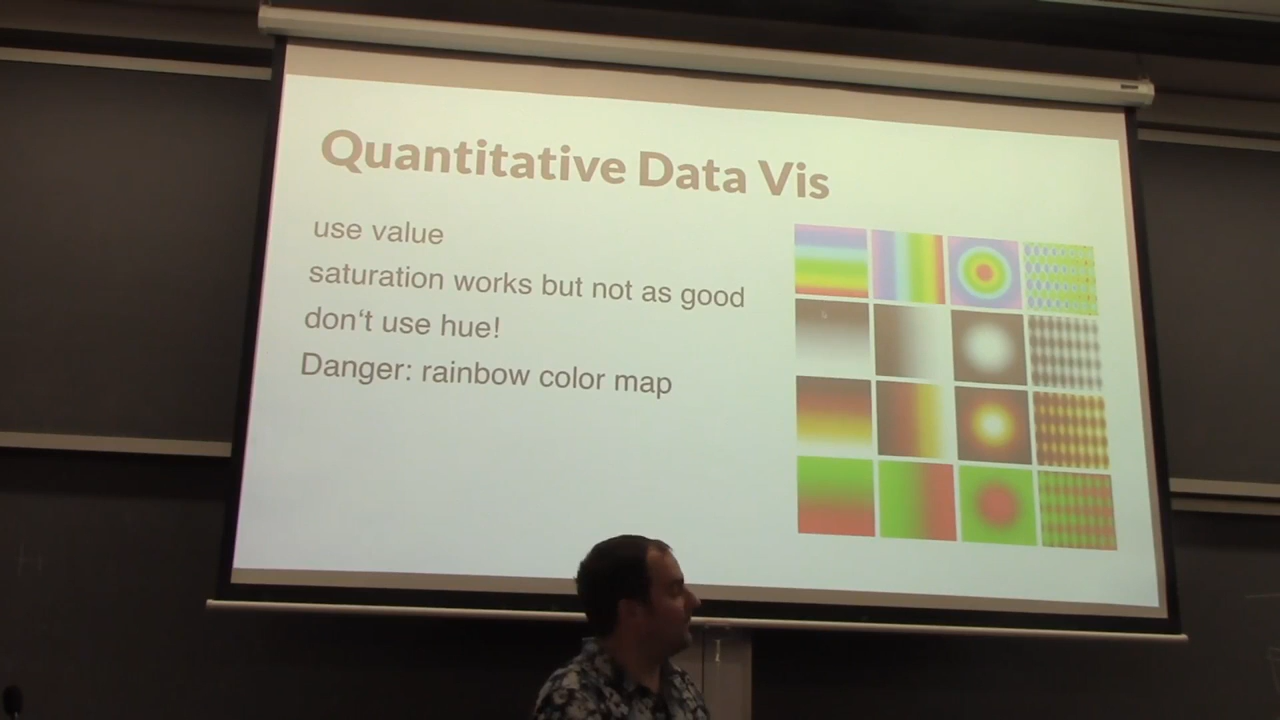 Quantitative Data Vis
use value
saturation works but not as good
don't use hue!
Danger: rainbow color map